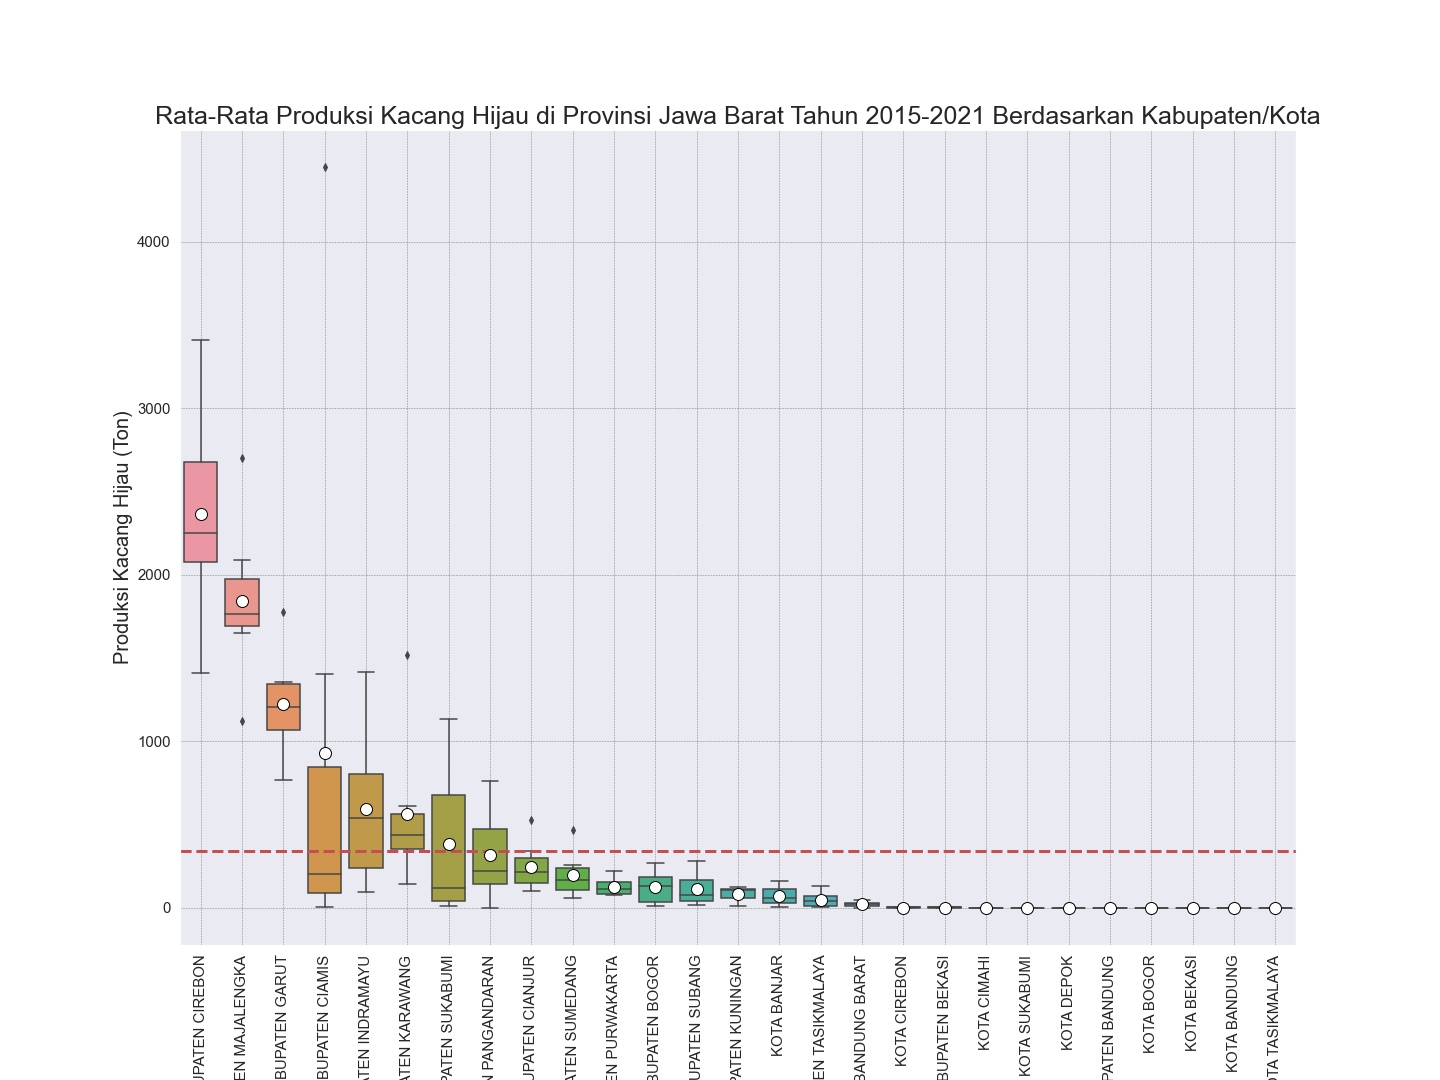 Rata-Rata Produksi Kacang Hijau di Provinsi Jawa Barat Tahun 2015-2021 Berdasarkan Kabupaten/Kota
Produksi Kacang Hijau (Ton)
4000
3000
2000
1000
0
UPATEN CIREBON
EN MAJALENGKA
BUPATEN GARUT
BUPATEN CIAMIS
ATEN INDRAMAYU
ATEN KARAWANG
PATEN SUKABUMI
N PANGANDARAN
UPATEN CIANJUR
ATEN SUMEDANG
EN PURWAKARTA
BUPATEN BOGOR
UPATEN SUBANG
PATEN KUNINGAN
KOTA BANJAR
EN TASIKMALAYA
BANDUNG BARAT
KOTA CIREBON
BUPATEN BEKASI
KOTA CIMAHI
KOTA SUKABUMI
KOTA DEPOK
PATEN BANDUNG
KOTA BOGOR
KOTA BEKASI
KOTA BANDUNG
OTA TASIKMALAYA